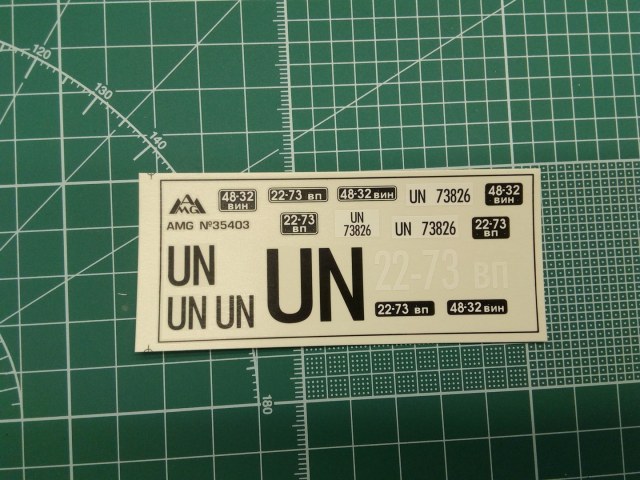 120
130
140
AMG
48-32
вин
22-73 вп
48-32 вин
UN 73826
48-32
вин
AMG №35403
22-73
вп
UN
73826
UN 73826
22-73
вп
UN
UN
22-73 вп
UN UN
22-73 вп
48-32 вин
180